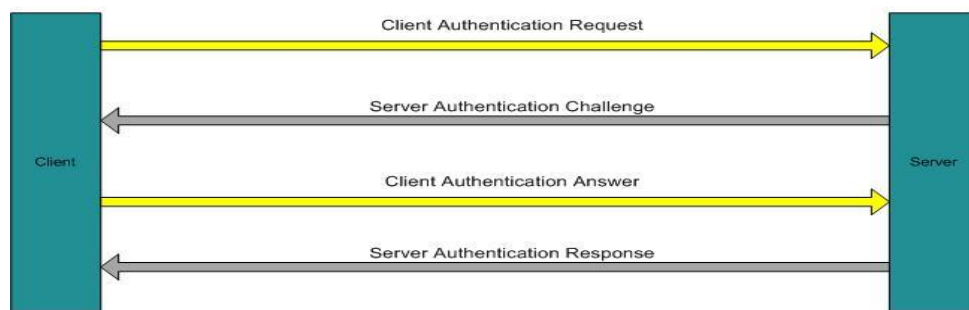 Client Authentication Request
Server Authentication Challenge
Client
Server
Client Authentication Answer
Server Authentication Response